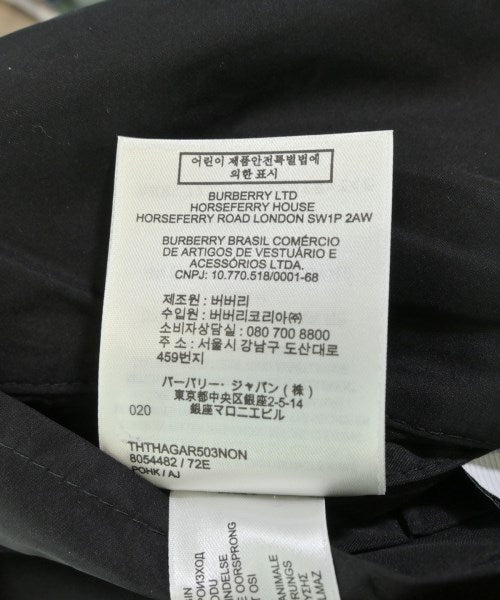 어린이 제품안전특별법에
의한 표시
BURBERRY LTD
HORSEFERRY HOUSE
HORSEFERRY ROAD LONDON SW1P 2AW
BURBERRY BRASIL COMÉRCIO
DE ARTIGOS DE VESTUÁRIO E
ACESSÓRIOS LTDA.
CNPJ: 10.770.518/0001-68
제조원 : 버버리
수입원 : 버버리코리아㈜
소비자상담실 : 080 700 8800
주 소 : 서울시 강남구 도산대로
459번지
バーバリー・ジャパン(株)
東京都中央区銀座2-5-14
020 銀座マロニエビル
THTHAGAR503NON
8054482 / 72E
POHK / AJ